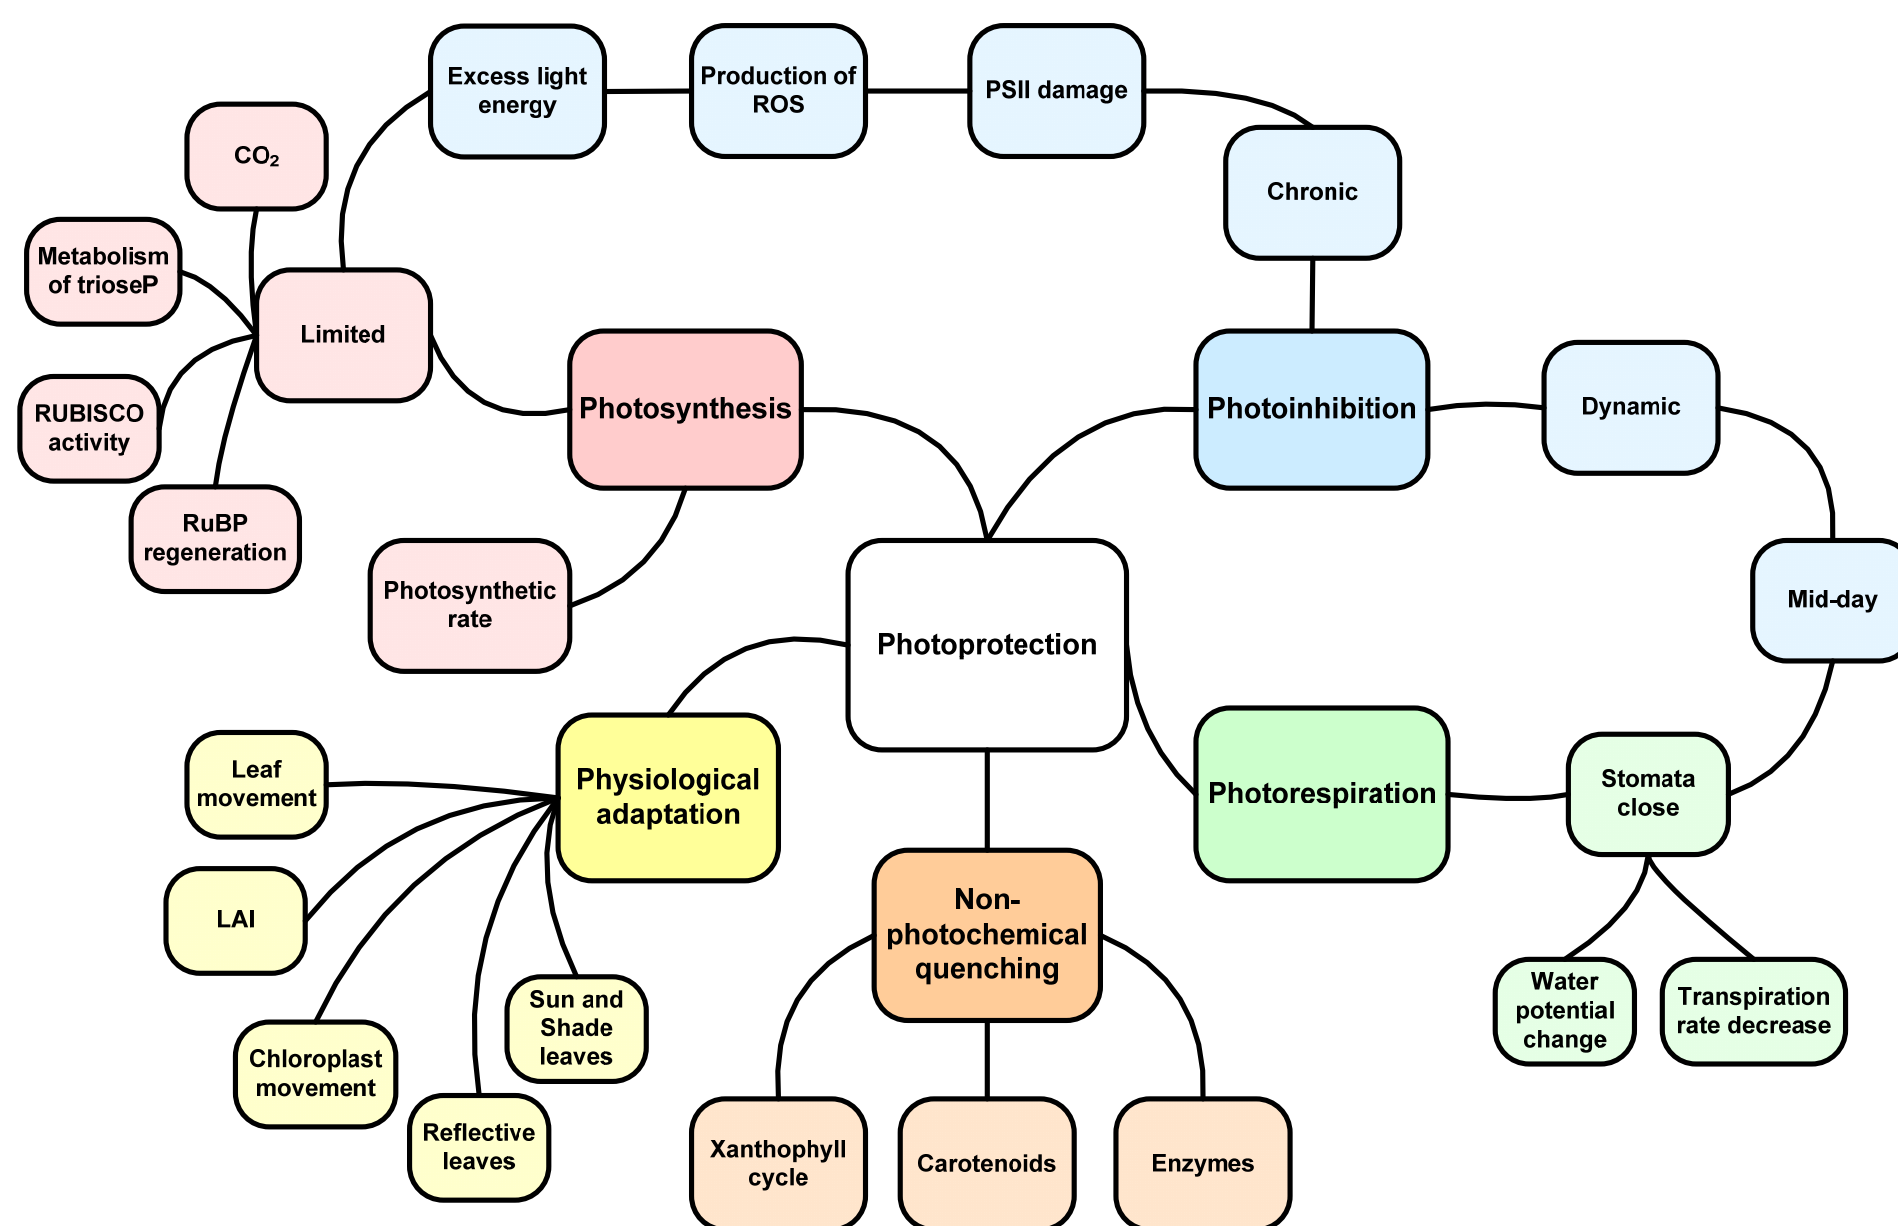 Excess light
energy
Production of
ROS
PSII damage
CO₂
Chronic
Metabolism
of trioseP
Limited
Photosynthesis
Photoinhibition
Dynamic
RUBISCO
activity
RuBP
regeneration
Photosynthetic
rate
Photoprotection
Mid-day
Leaf
movement
Physiological
adaptation
Photorespiration
Stomata
close
LAI
Non-
photochemical
quenching
Sun and
Shade
leaves
Water
potential
change
Transpiration
rate decrease
Chloroplast
movement
Reflective
leaves
Xanthophyll
cycle
Carotenoids
Enzymes